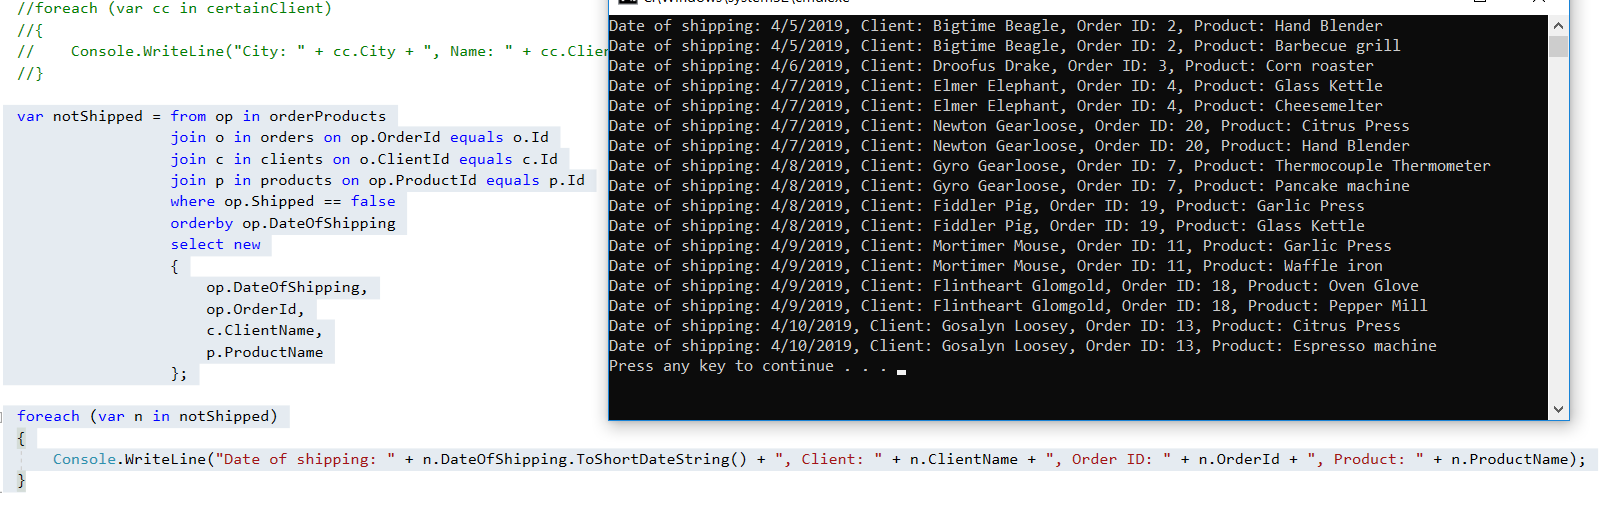 //foreach (var cc in certainClient)
//{
//    Console.WriteLine("City: " + cc.City + ", Name: " + cc.Clie
//}
var notShipped = from op in orderProducts
join o in orders on op.OrderId equals o.Id
join c in clients on o.ClientId equals c.Id
join p in products on op.ProductId equals p.Id
where op.Shipped == false
orderby op.DateOfShipping
select new
{
op.DateOfShipping,
op.OrderId,
c.ClientName,
p.ProductName
};
foreach (var n in notShipped)
{
Console.WriteLine("Date of shipping: " + n.DateOfShipping.ToShortDateString() + ", Client: " + n.ClientName + ", Order ID: " + n.OrderId + ", Product: " + n.ProductName);
}
Date of shipping: 4/5/2019, Client: Bigtime Beagle, Order ID: 2, Product: Hand Blender
Date of shipping: 4/5/2019, Client: Bigtime Beagle, Order ID: 2, Product: Barbecue grill
Date of shipping: 4/6/2019, Client: Droofus Drake, Order ID: 3, Product: Corn roaster
Date of shipping: 4/7/2019, Client: Elmer Elephant, Order ID: 4, Product: Glass Kettle
Date of shipping: 4/7/2019, Client: Elmer Elephant, Order ID: 4, Product: Cheesemelter
Date of shipping: 4/7/2019, Client: Newton Gearloose, Order ID: 20, Product: Citrus Press
Date of shipping: 4/7/2019, Client: Newton Gearloose, Order ID: 20, Product: Hand Blender
Date of shipping: 4/8/2019, Client: Gyro Gearloose, Order ID: 7, Product: Thermocouple Thermometer
Date of shipping: 4/8/2019, Client: Gyro Gearloose, Order ID: 7, Product: Pancake machine
Date of shipping: 4/8/2019, Client: Fiddler Pig, Order ID: 19, Product: Garlic Press
Date of shipping: 4/8/2019, Client: Fiddler Pig, Order ID: 19, Product: Glass Kettle
Date of shipping: 4/9/2019, Client: Mortimer Mouse, Order ID: 11, Product: Garlic Press
Date of shipping: 4/9/2019, Client: Mortimer Mouse, Order ID: 11, Product: Waffle iron
Date of shipping: 4/9/2019, Client: Flintheart Glomgold, Order ID: 18, Product: Oven Glove
Date of shipping: 4/9/2019, Client: Flintheart Glomgold, Order ID: 18, Product: Pepper Mill
Date of shipping: 4/10/2019, Client: Gosalyn Loosey, Order ID: 13, Product: Citrus Press
Date of shipping: 4/10/2019, Client: Gosalyn Loosey, Order ID: 13, Product: Espresso machine
Press any key to continue . . .